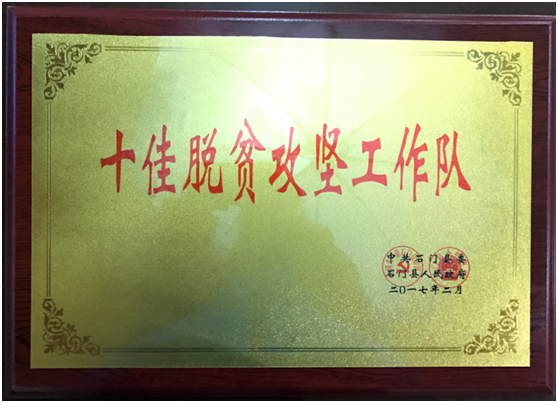 十佳脱贫攻坚工作队
中共石门县委
石门县人民政府
二〇一七年二月